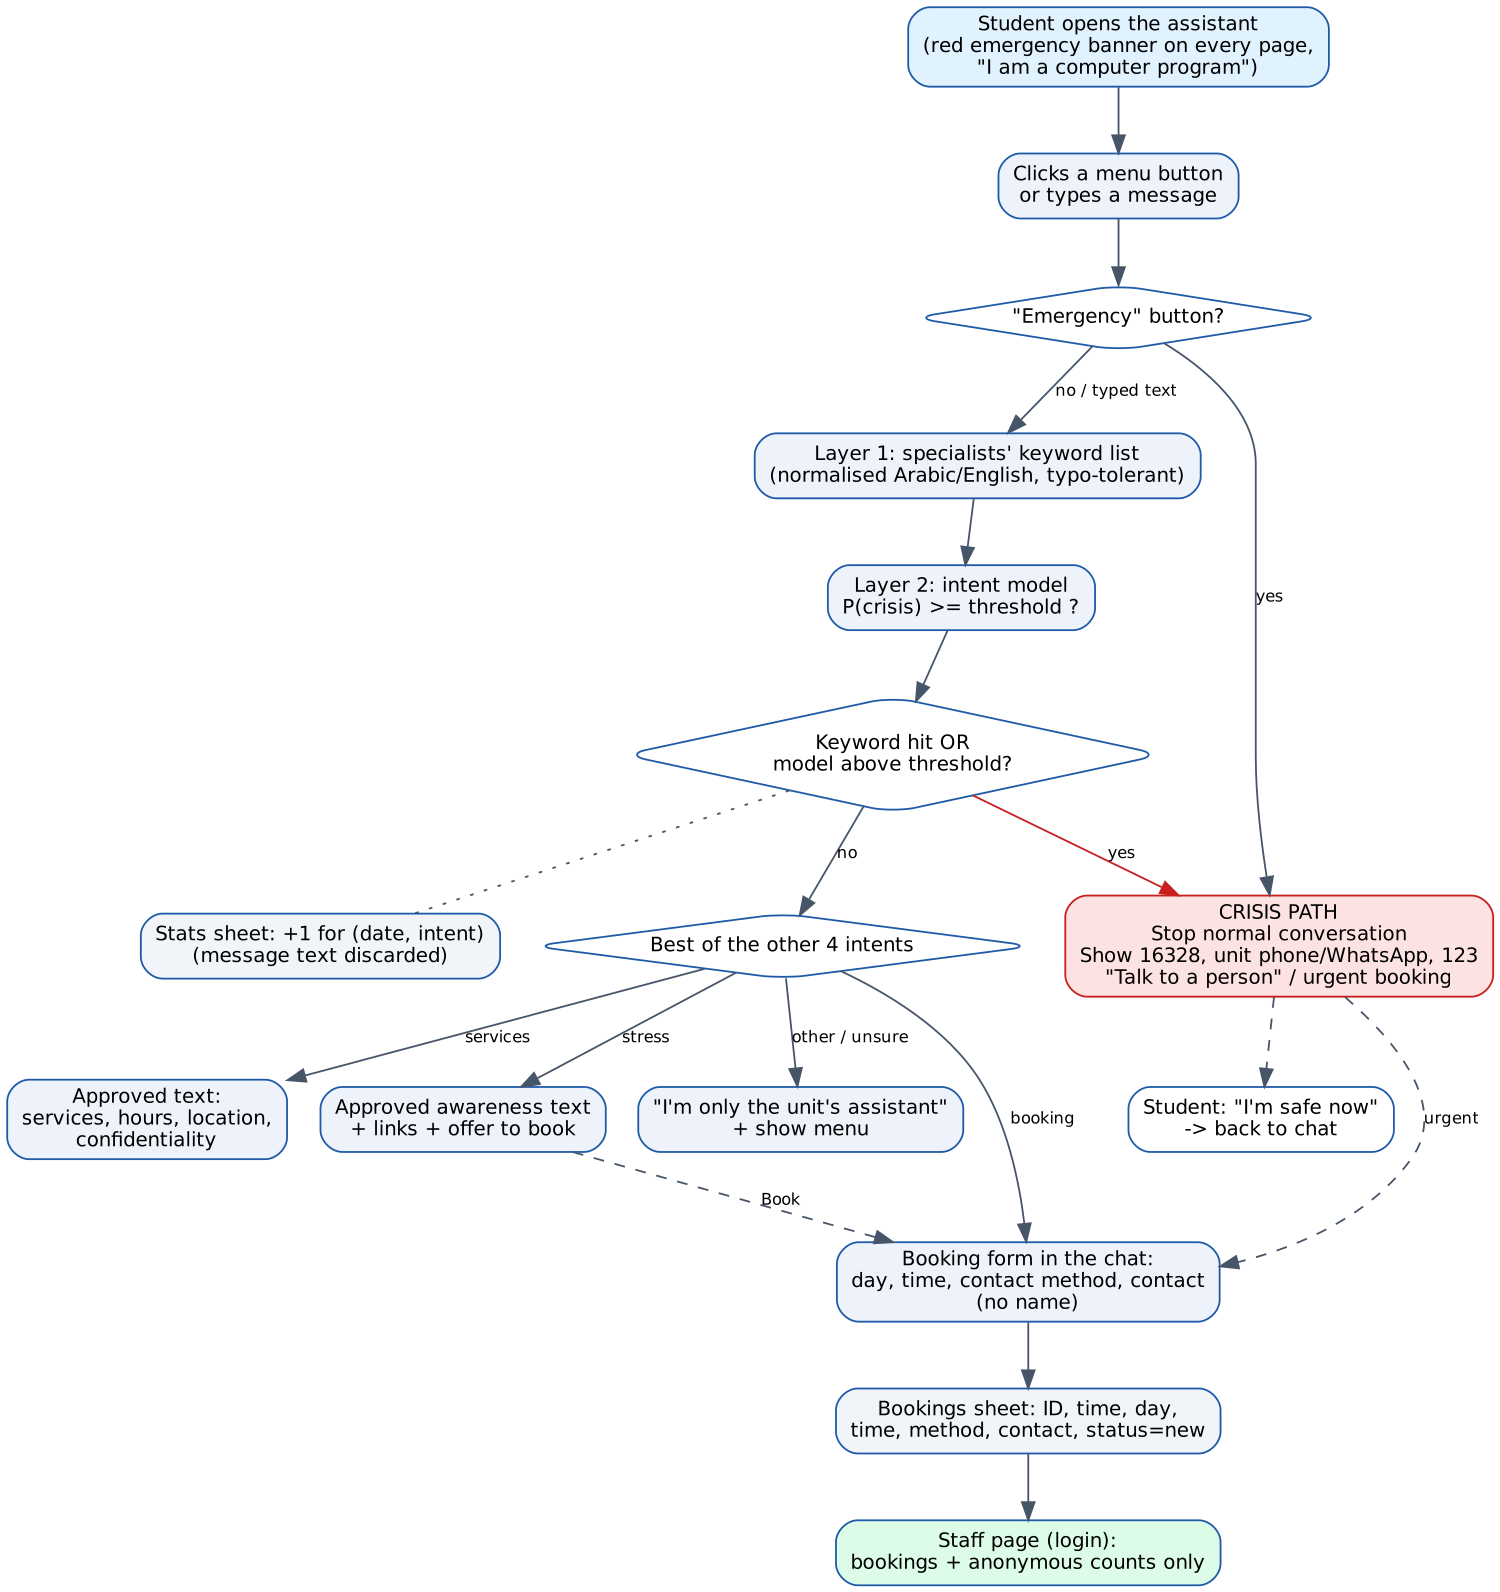 Student opens the assistant
(red emergency banner on every page,
"I am a computer program")
Clicks a menu button
or types a message
"Emergency" button?
no / typed text
Layer 1: specialists' keyword list
(normalised Arabic/English, typo-tolerant)
Layer 2: intent model
P(crisis) >= threshold ?
yes
Keyword hit OR
model above threshold?
no
yes
Stats sheet: +1 for (date, intent)
(message text discarded)
Best of the other 4 intents
CRISIS PATH
Stop normal conversation
Show 16328, unit phone/WhatsApp, 123
"Talk to a person" / urgent booking
services
stress
other / unsure
booking
urgent
Approved text:
services, hours, location,
confidentiality
Approved awareness text
+ links + offer to book
"I'm only the unit's assistant"
+ show menu
Student: "I'm safe now"
-> back to chat
Book
Booking form in the chat:
day, time, contact method, contact
(no name)
Bookings sheet: ID, time, day,
time, method, contact, status=new
Staff page (login):
bookings + anonymous counts only